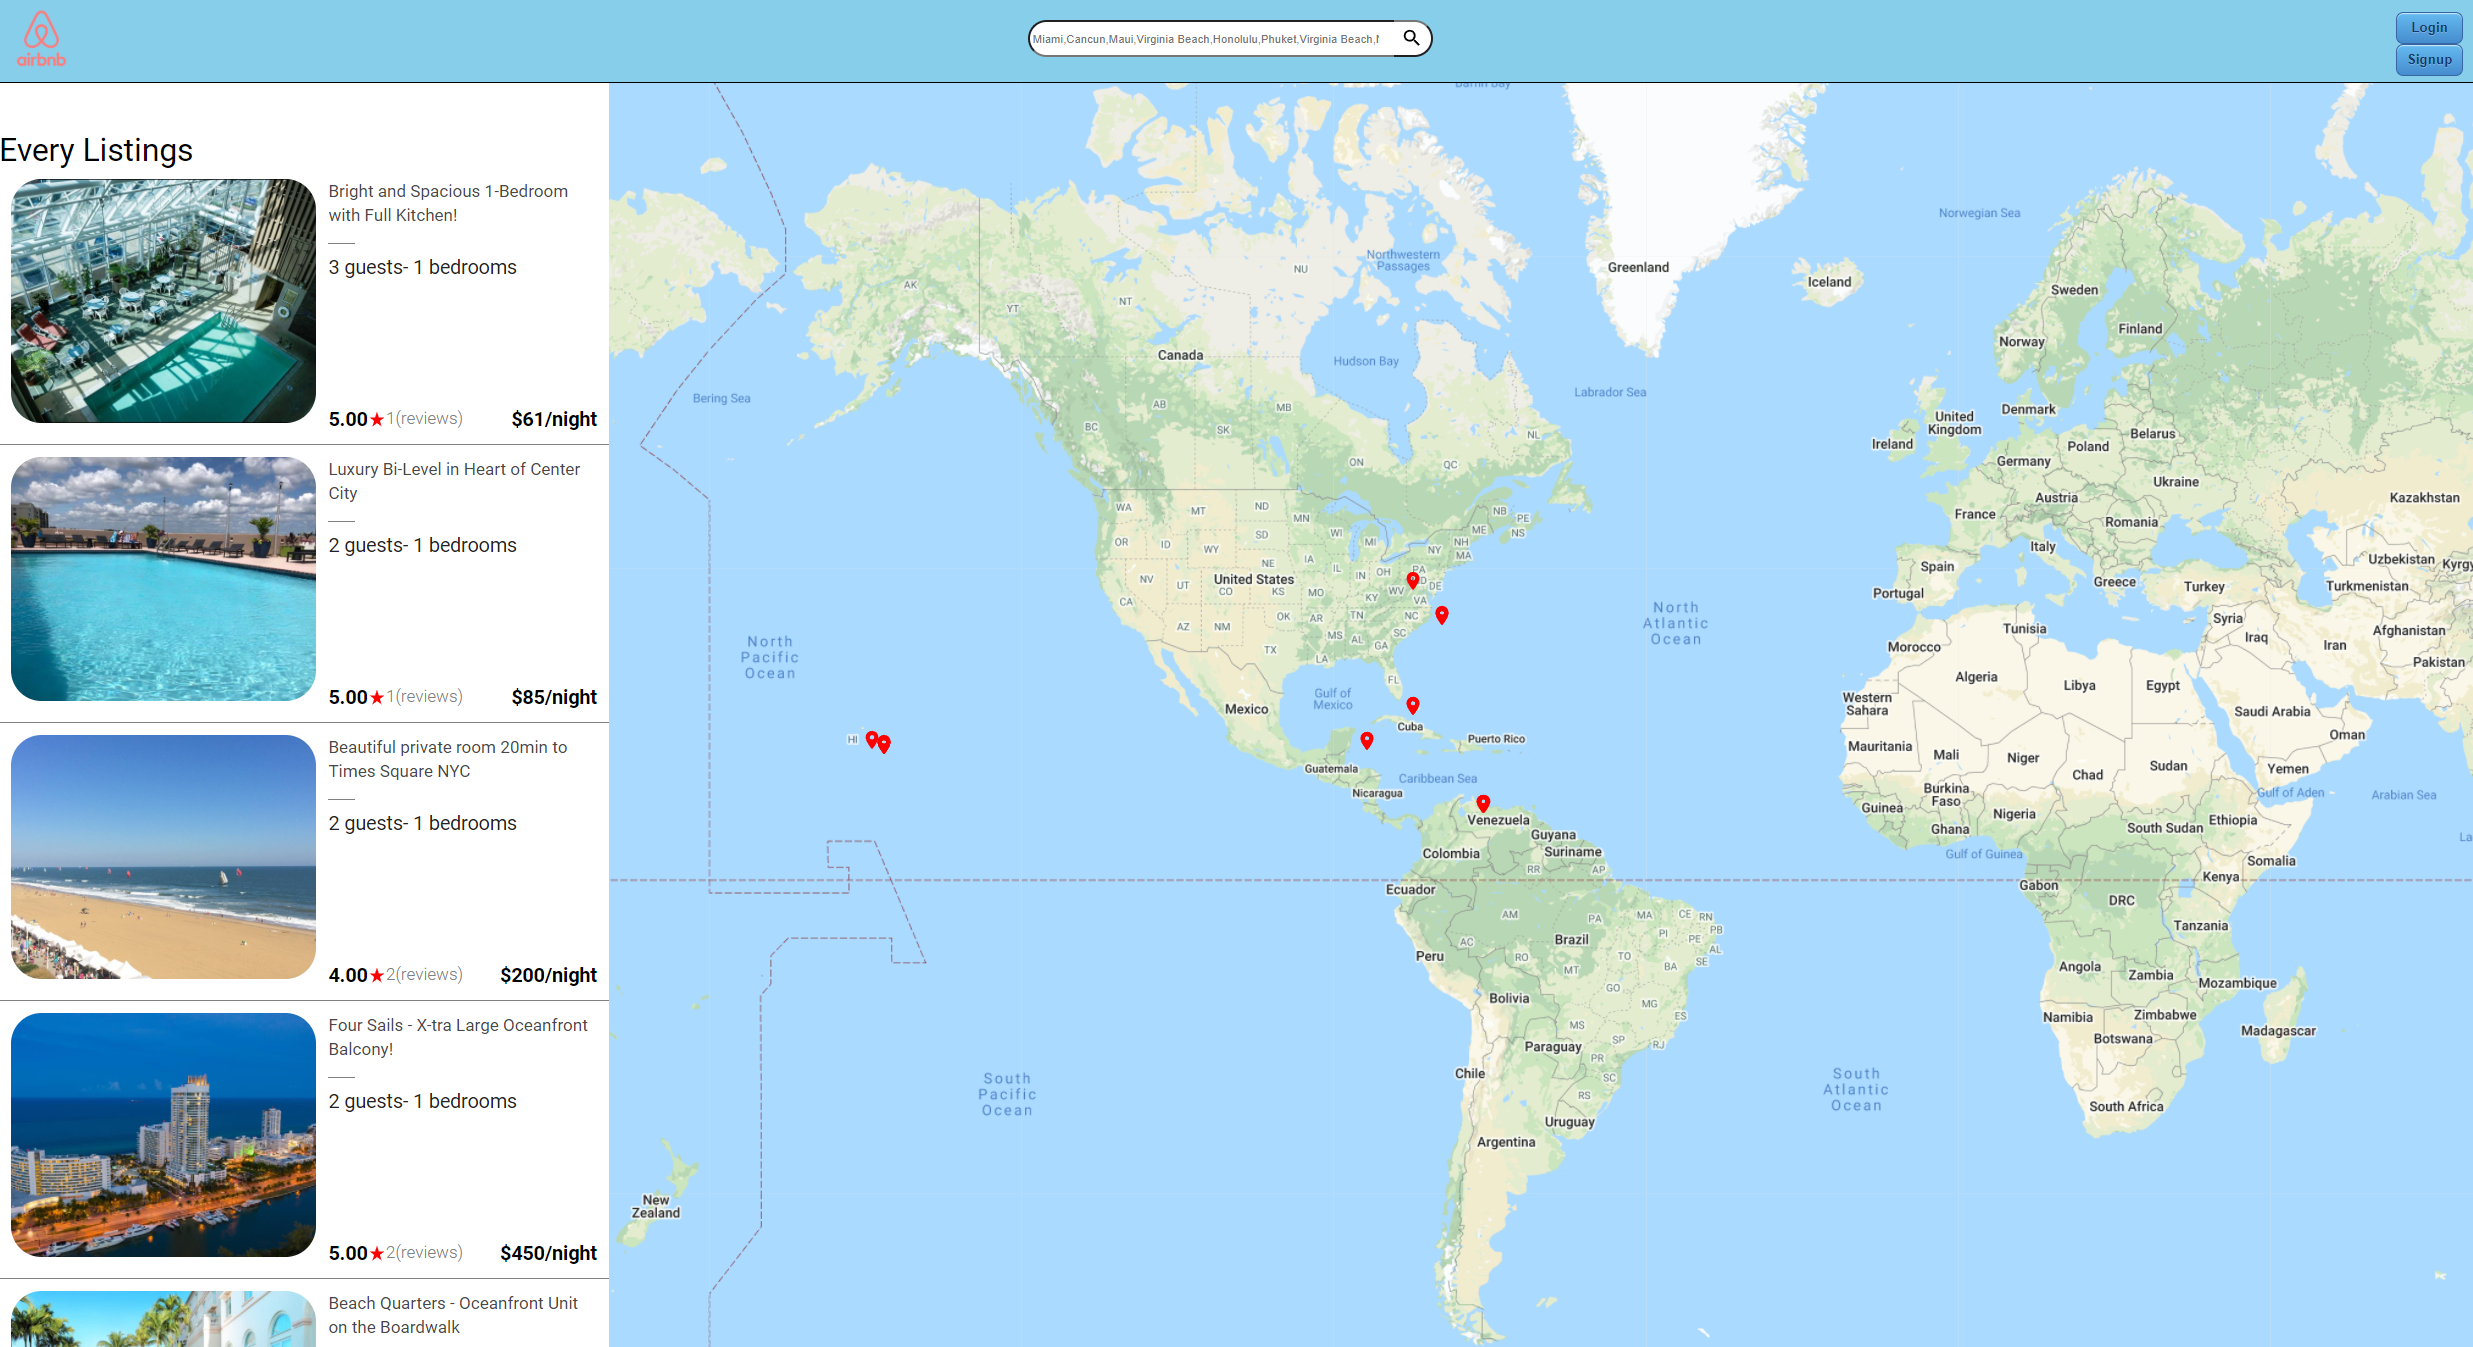 airbnb
Miami,Cancun,Maui,Virginia Beach,Honolulu,Phuket,Virginia Beach,
Login
Signup
Every Listings
Bright and Spacious 1-Bedroom
with Full Kitchen!
3 guests- 1 bedrooms
5.00★1(reviews) $61/night
Luxury Bi-Level in Heart of Center
City
2 guests- 1 bedrooms
5.00★1(reviews) $85/night
Beautiful private room 20min to
Times Square NYC
2 guests- 1 bedrooms
4.00★2(reviews) $200/night
Four Sails - X-tra Large Oceanfront
Balcony!
2 guests- 1 bedrooms
5.00★2(reviews) $450/night
Beach Quarters - Oceanfront Unit
on the Boardwalk
Baffin Bay
Norwegian Sea
Northwestern
Passages
NU
Greenland
Iceland
AK
YT
NT
Sweden
Finland
Norway
Canada
Hudson Bay
Bering Sea
Labrador Sea
AB
MB
BC
SK
NL
ON
QC
Denmark
United
Kingdom
Ireland
Belarus
Poland
Germany
Ukraine
Austria
Kazakhstan
France
Romania
Italy
WA
MT
ND
MN
NB
PE
NS
ME
OR
ID
WY
SD
WI
MI
NY
NH
MA
IA
NE
IL
IN
OH
PA
DE
NV
UT
United States
CO
KS
MO
KY
WV
VA
CA
AZ
NM
OK
AR
TN
NC
MS
AL
GA
SC
TX
LA
FL
Spain
Portugal
Greece
Turkey
Uzbekistan
Kyrgy
Turkmenistan
North
Pacific
Ocean
North
Atlantic
Ocean
Tunisia
Syria
Iraq
Iran
Afghanistan
Pakistan
Morocco
Algeria
Libya
Egypt
Western
Sahara
Saudi Arabia
Oman
Gulf of
Mexico
Mexico
Cuba
Puerto Rico
HI
Guatemala
Caribbean Sea
Nicaragua
Mauritania
Mali
Niger
Chad
Sudan
Yemen
Gulf of Aden
Arabian Sea
Burkina
Faso
Guinea
Nigeria
Ghana
South Sudan
Ethiopia
La
Venezuela
Guyana
Suriname
Colombia
RR
AP
Ecuador
Gulf of Guinea
Somalia
Gabon
Kenya
DRC
Tanzania
AM
PA
MA
CE
RN
PB
PI
PE
AL
SE
AC
Brazil
RO
TO
BA
MT
Peru
GO
MG
ES
Bolivia
Angola
Zambia
Mozambique
Namibia
Zimbabwe
Botswana
Madagascar
MS
SP
RJ
PR
Paraguay
SC
RS
Chile
Uruguay
Argentina
South Africa
South
Pacific
Ocean
South
Atlantic
Ocean
New
Zealand